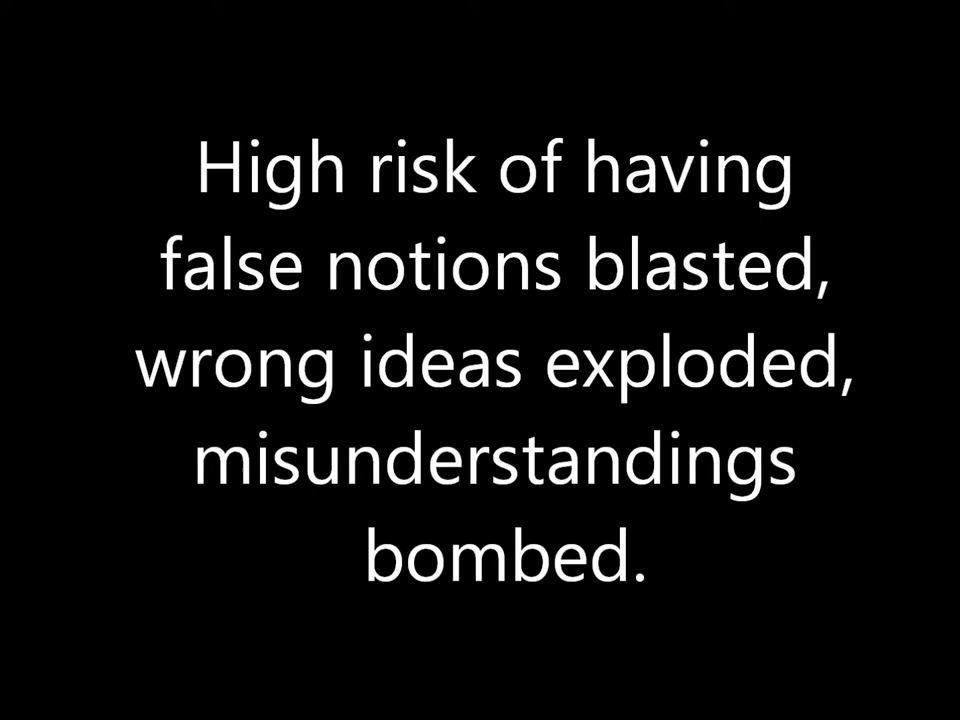 High risk of having
false notions blasted,
wrong ideas exploded,
misunderstandings
bombed.